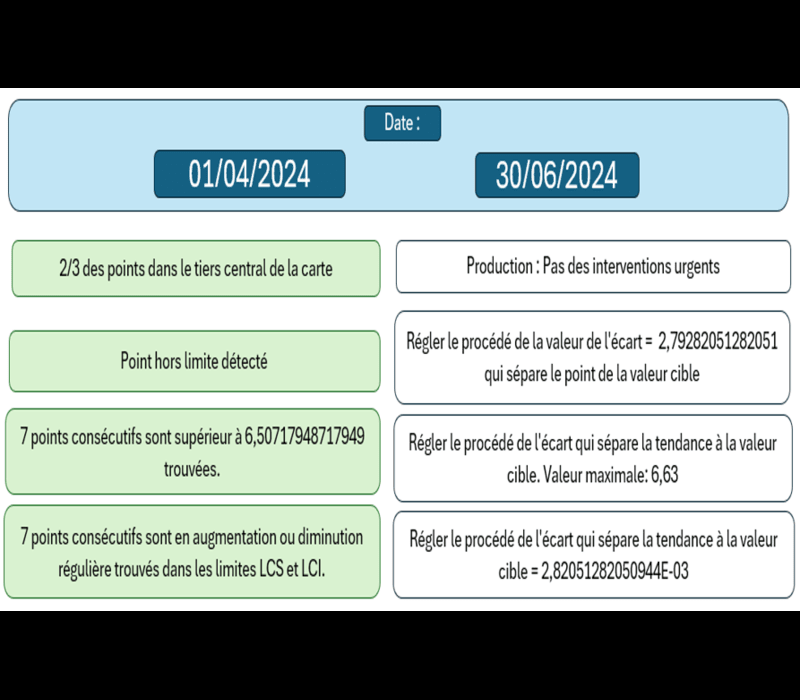 Date :
01/04/2024
30/06/2024
2/3 des points dans le tiers central de la carte
Production : Pas des interventions urgents
Point hors limite détecté
Régler le procédé de la valeur de l'écart = 2,79282051282051
qui sépare le point de la valeur cible
7 points consécutifs sont supérieur à 6,50717948717949
trouvées.
Régler le procédé de l'écart qui sépare la tendance à la valeur
cible. Valeur maximale: 6,63
7 points consécutifs sont en augmentation ou diminution
régulière trouvés dans les limites LCS et LCI.
Régler le procédé de l'écart qui sépare la tendance à la valeur
cible = 2,82051282050944E-03